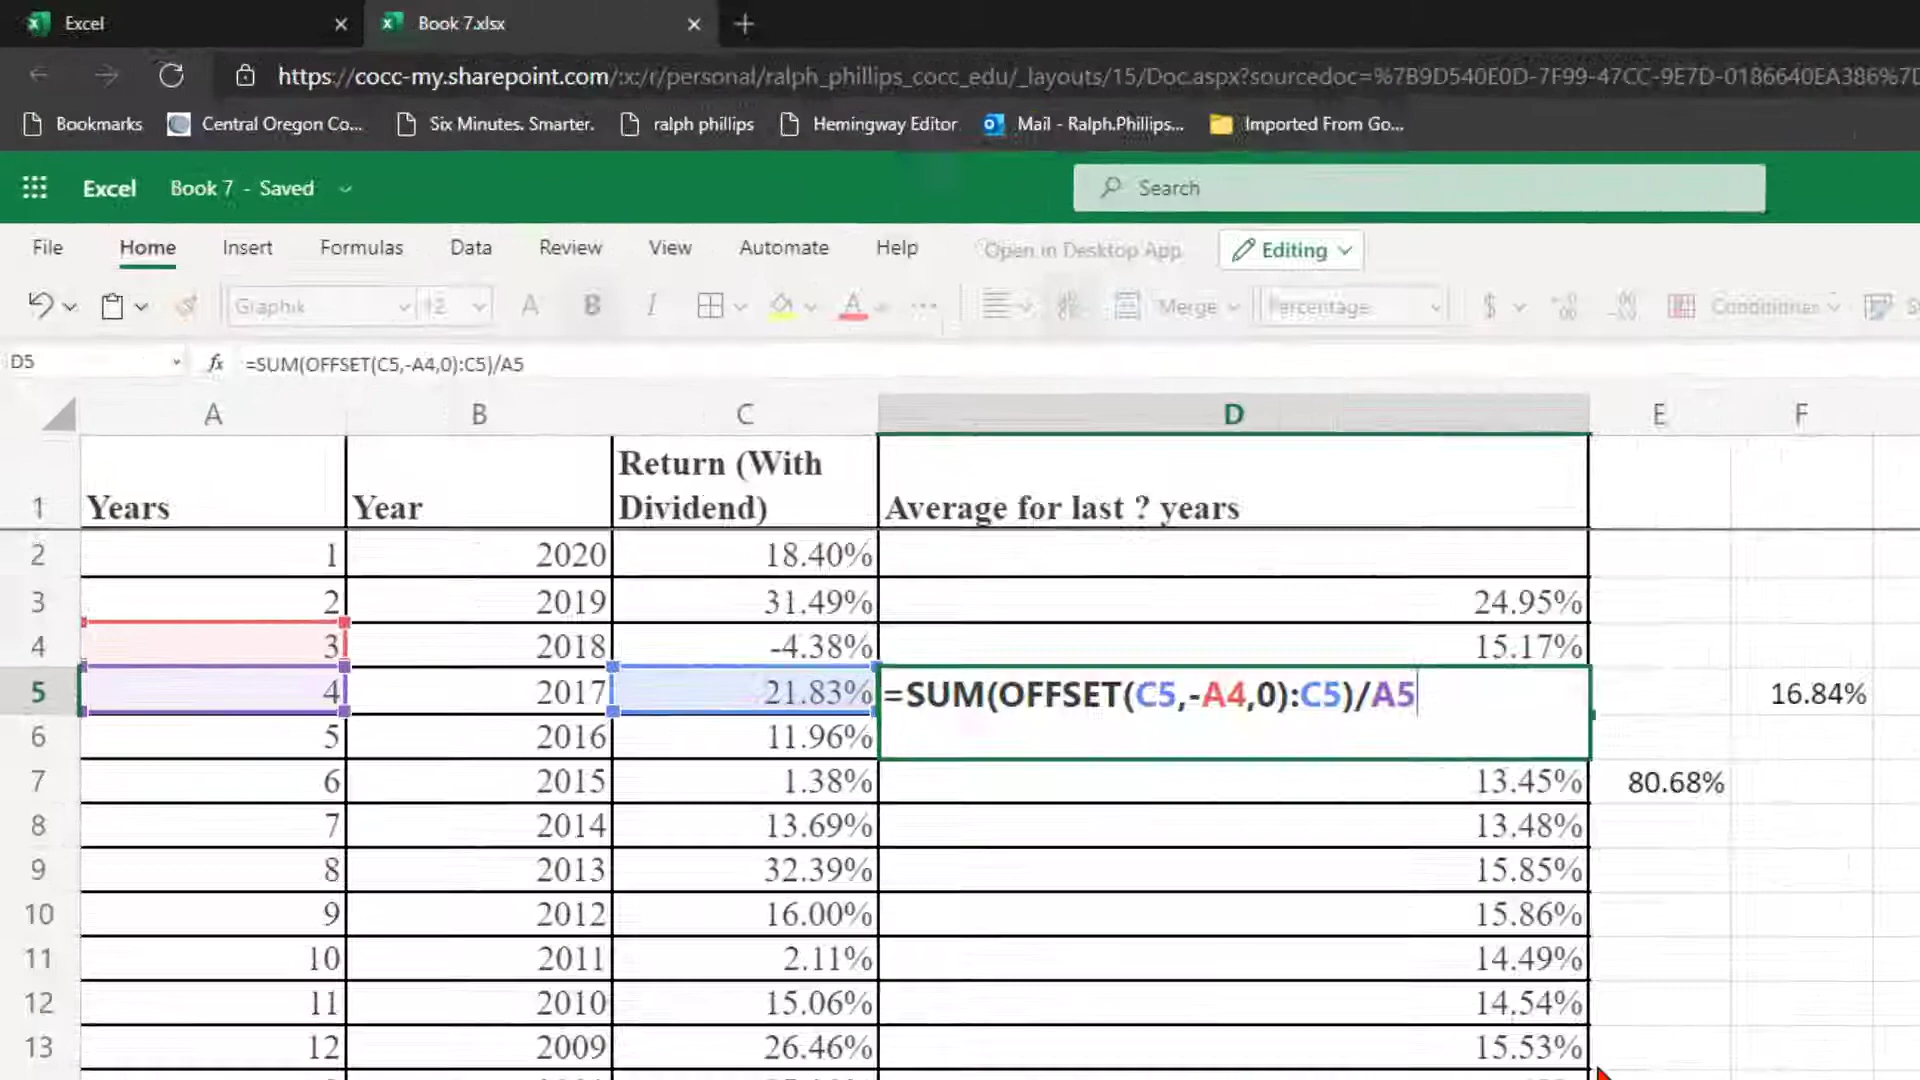 Excel
Book 7.xlsx
https://cocc-my.sharepoint.com/:x:/r/personal/ralph_phillips_cocc_edu/_layouts/15/Doc.aspx?sourcedoc=%7B9D540E0D-7F99-47CC-9E7D-0186640EA386%7D
Bookmarks Central Oregon Co... Six Minutes. Smarter. ralph phillips Hemingway Editor Mail - Ralph.Phillips... Imported From Go...
Excel Book 7 - Saved Search
File Home Insert Formulas Data Review View Automate Help Open in Desktop App Editing
Graphik 12 A B I A ... Merge Percentage $
D5 fx =SUM(OFFSET(C5,-A4,0):C5)/A5
A B C D E F
1 Years Year Return (With Dividend) Average for last ? years
2 1 2020 18.40%
3 2 2019 31.49% 24.95%
4 3 2018 -4.38% 15.17%
5 4 2017 21.83% =SUM(OFFSET(C5,-A4,0):C5)/A5 16.84%
6 5 2016 11.96%
7 6 2015 1.38% 13.45% 80.68%
8 7 2014 13.69% 13.48%
9 8 2013 32.39% 15.85%
10 9 2012 16.00% 15.86%
11 10 2011 2.11% 14.49%
12 11 2010 15.06% 14.54%
13 12 2009 26.46% 15.53%